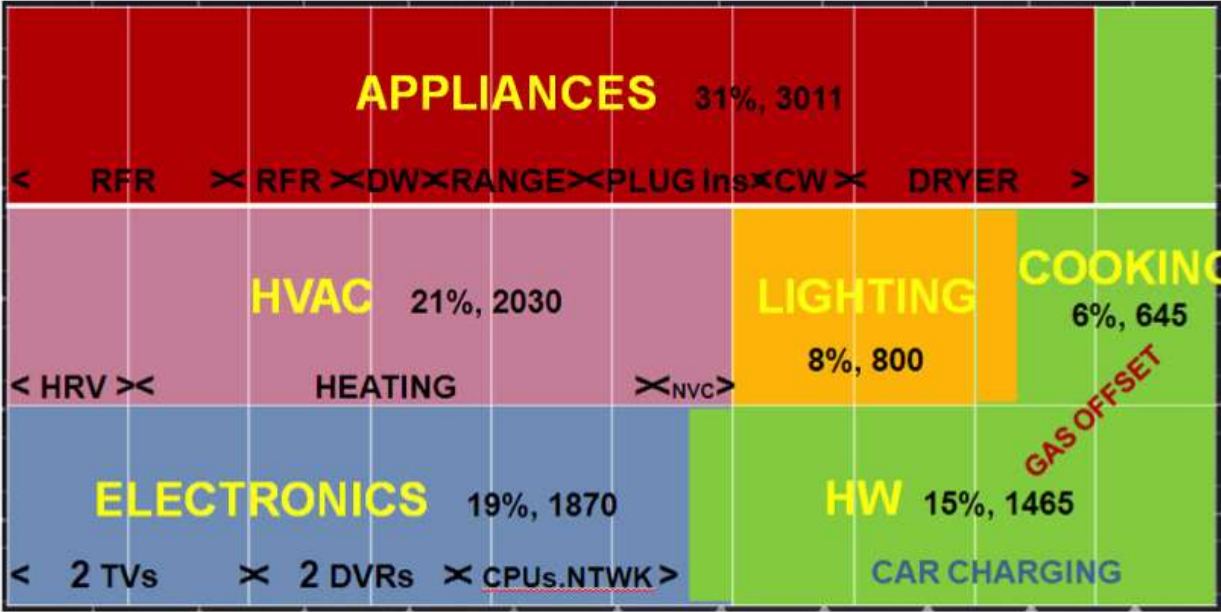 APPLIANCES 31%, 3011
< RFR >< RFR ><DW><RANGE><PLUG Ins><CW >< DRYER >
HVAC 21%, 2030
LIGHTING
8%, 800
COOKING
6%, 645
< HRV >< HEATING ><NVC>
GAS OFFSET
ELECTRONICS 19%, 1870
HW 15%, 1465
< 2 TVs >< 2 DVRs >< CPUs.NTWK >
CAR CHARGING